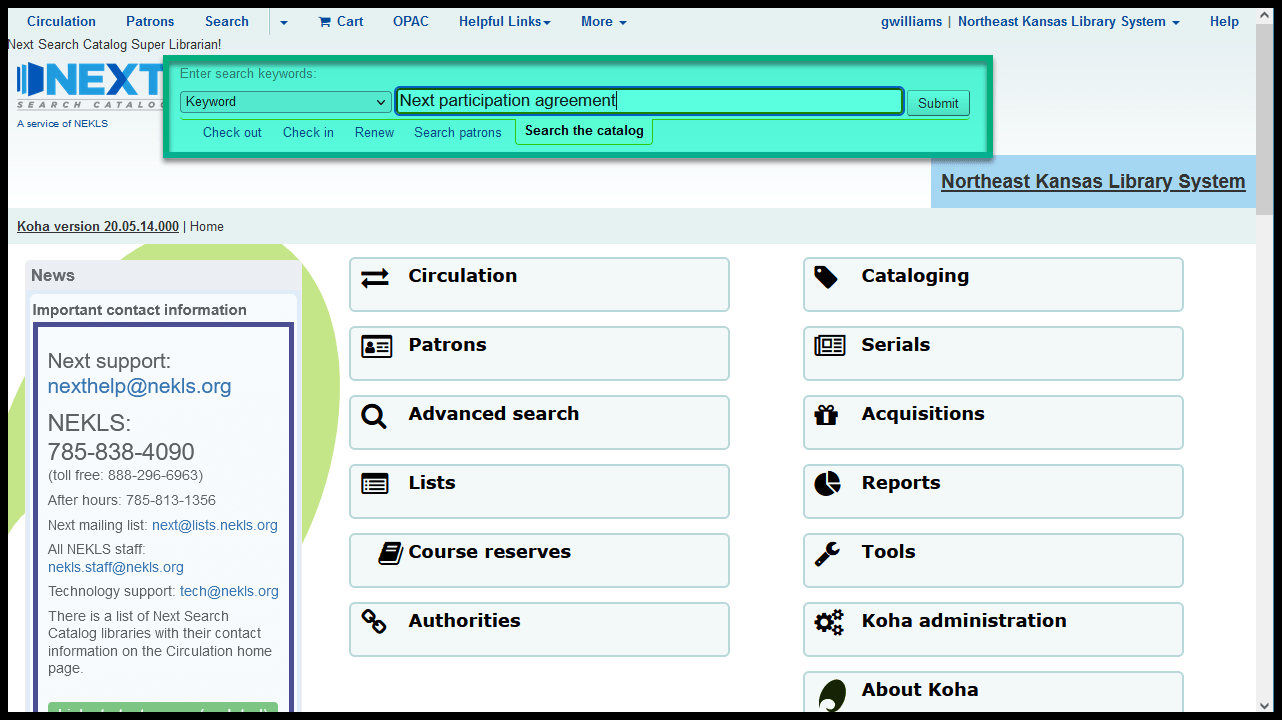 Circulation Patrons Search Cart OPAC Helpful Links More gwilliams | Northeast Kansas Library System Help
Next Search Catalog Super Librarian!
NEXT
SEARCH CATALOG
A service of NEKLS
Enter search keywords:
Keyword Next participation agreement Submit
Check out Check in Renew Search patrons Search the catalog
Northeast Kansas Library System
Koha version 20.05.14.000 | Home
News
Important contact information
Next support:
nexthelp@nekls.org
NEKLS:
785-838-4090
(toll free: 888-296-6963)
After hours: 785-813-1356
Next mailing list: next@lists.nekls.org
All NEKLS staff:
nekls.staff@nekls.org
Technology support: tech@nekls.org
There is a list of Next Search
Catalog libraries with their contact
information on the Circulation home
page.
Circulation
Patrons
Advanced search
Lists
Course reserves
Authorities
Cataloging
Serials
Acquisitions
Reports
Tools
Koha administration
About Koha